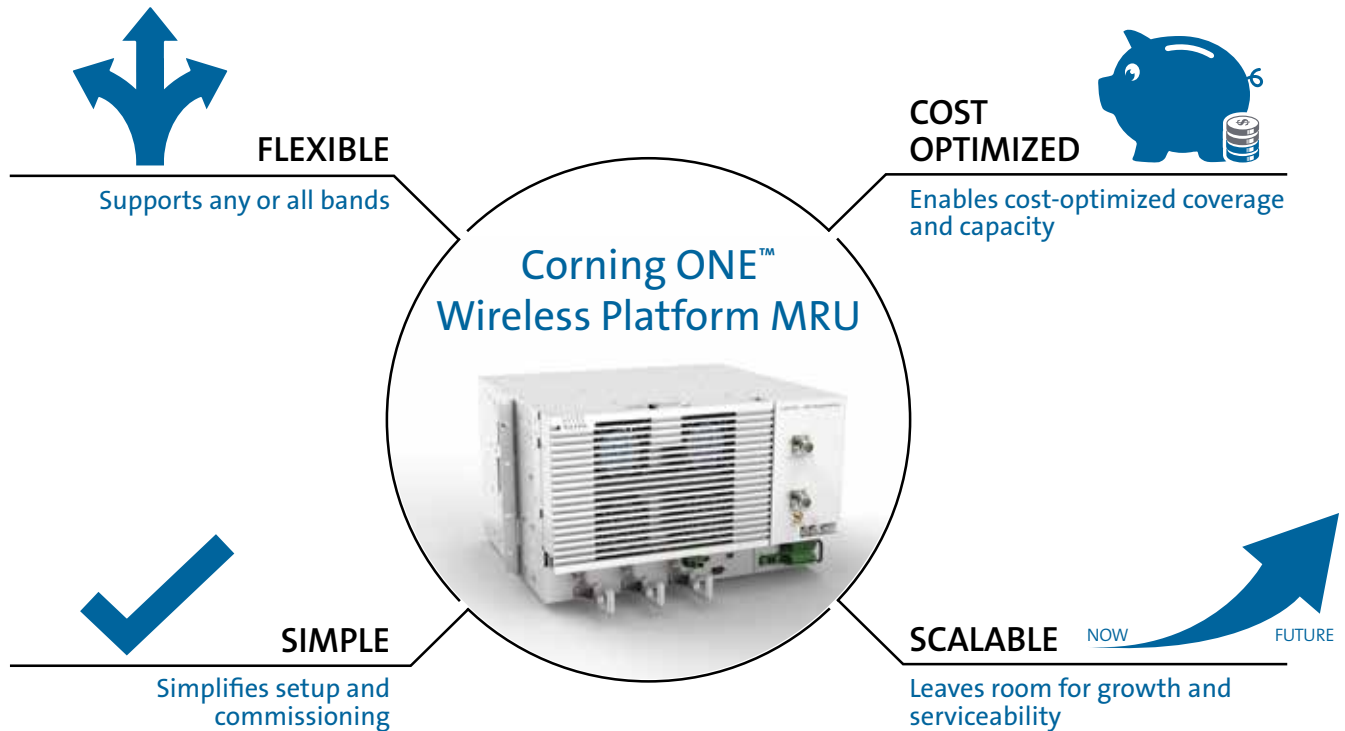 FLEXIBLE
Supports any or all bands
COST
OPTIMIZED
$
Enables cost-optimized coverage
and capacity
Corning ONE™
Wireless Platform MRU
SIMPLE
Simplifies setup and
commissioning
SCALABLE
NOW
FUTURE
Leaves room for growth and
serviceability